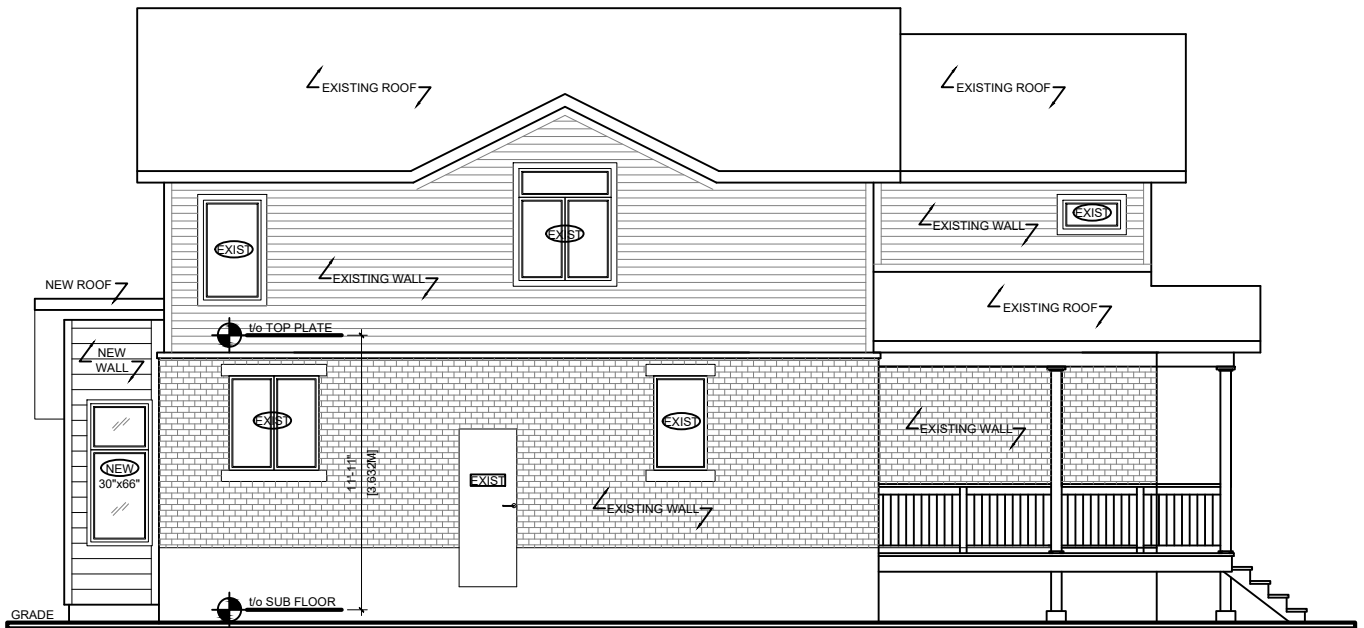 EXISTING ROOF
EXISTING ROOF
EXIST
EXISTING WALL
EXIST
EXIST
EXISTING WALL
NEW ROOF
EXISTING ROOF
t/o TOP PLATE
NEW
WALL
EXIST
EXIST
EXISTING WALL
NEW
30"x66"
11'-11"
[3.632M]
EXIST
EXISTING WALL
t/o SUB FLOOR
GRADE